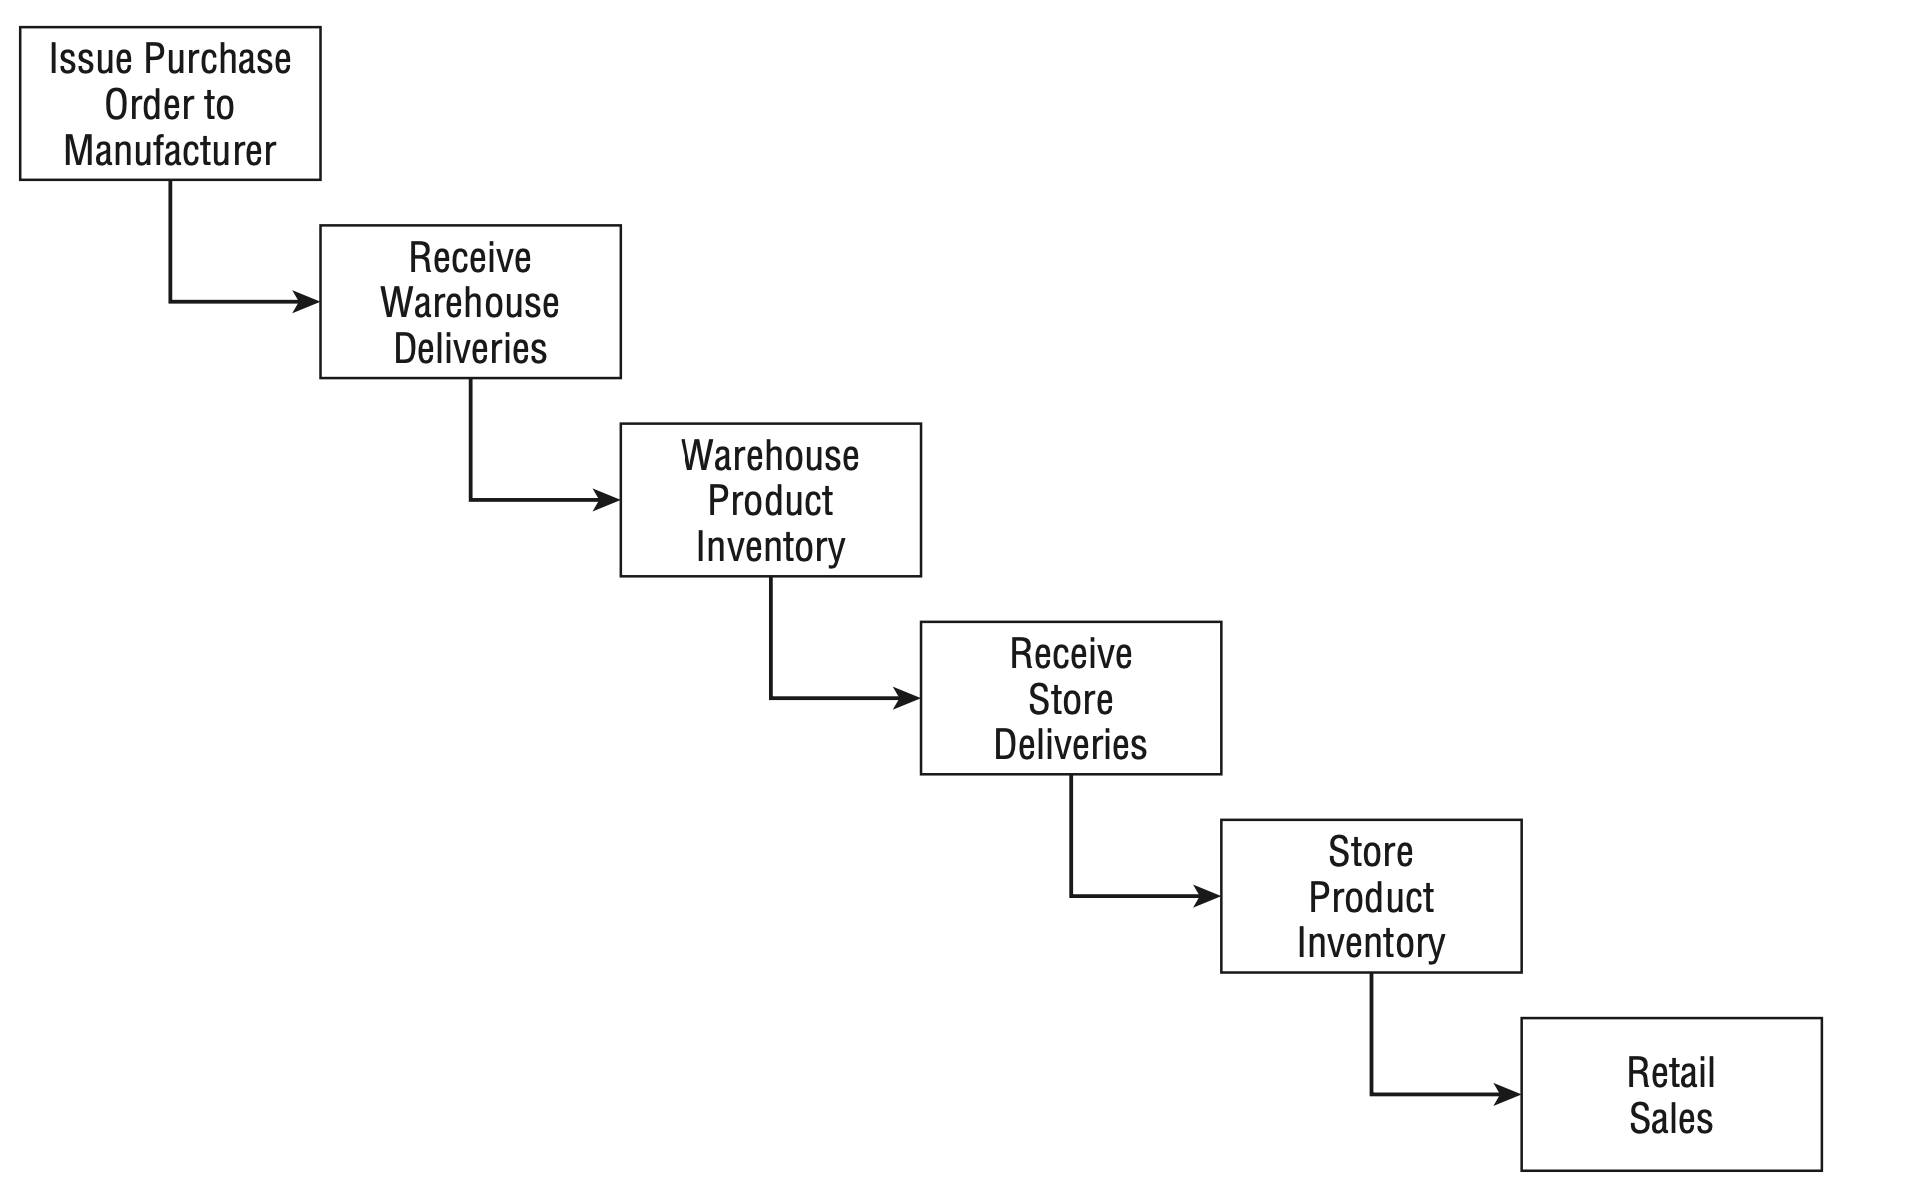 Issue Purchase
Order to
Manufacturer
Receive
Warehouse
Deliveries
Warehouse
Product
Inventory
Receive
Store
Deliveries
Store
Product
Inventory
Retail
Sales